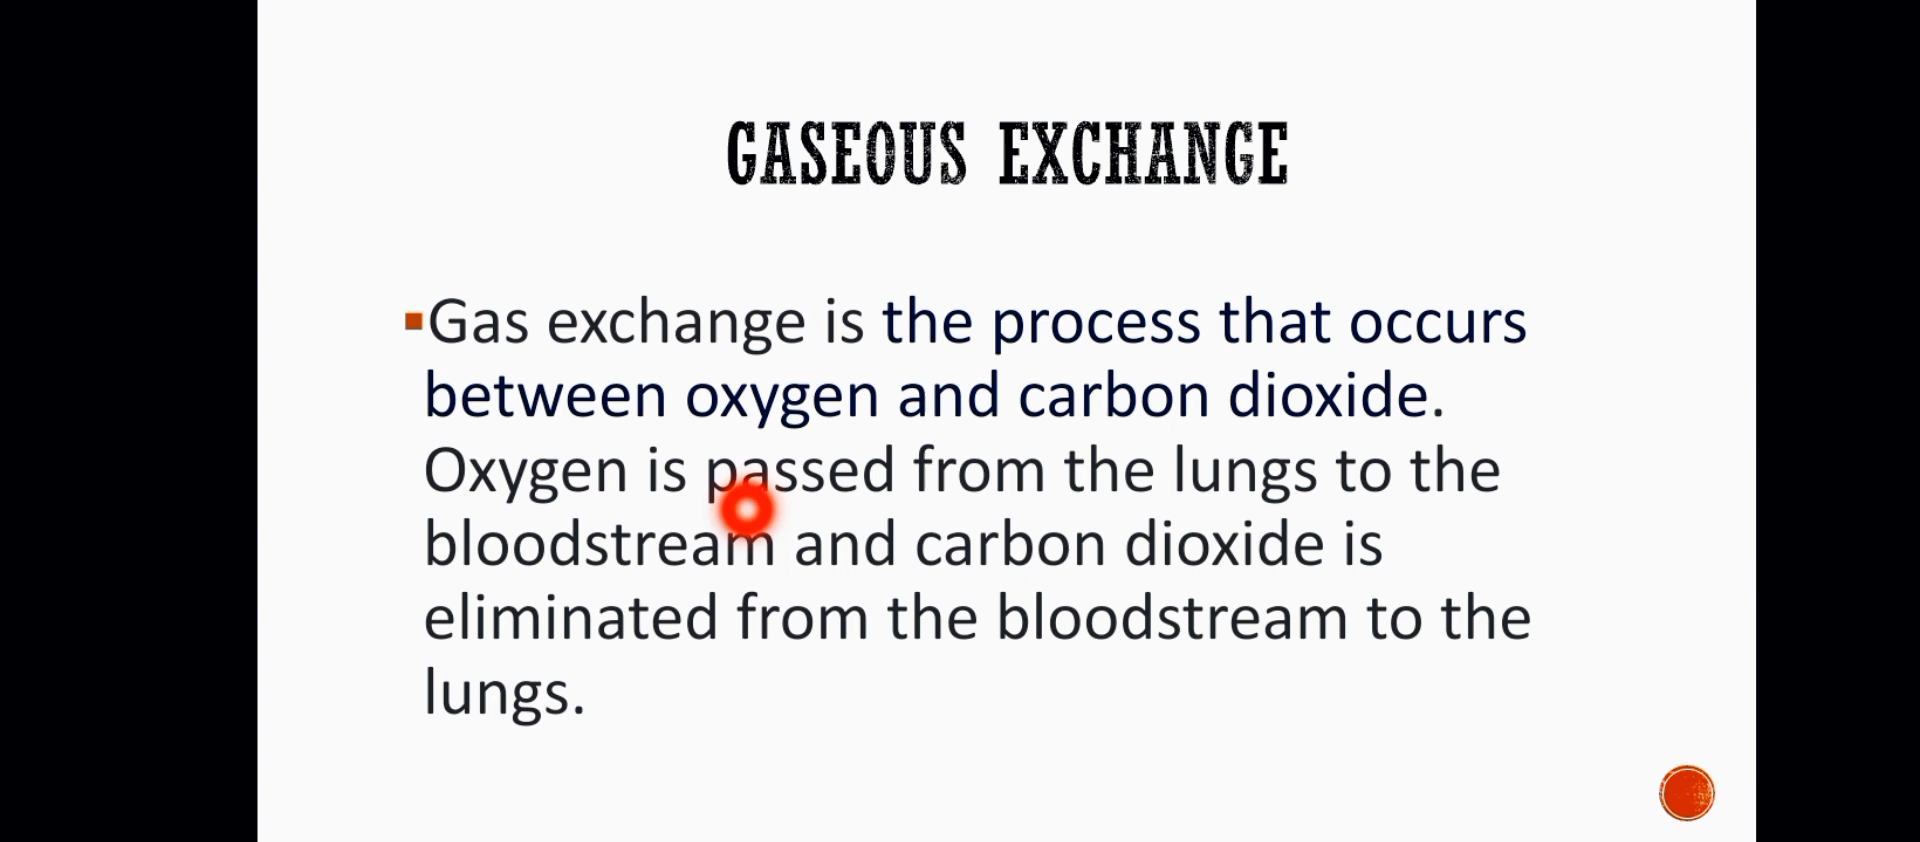 GASEOUS EXCHANGE
▪Gas exchange is the process that occurs
between oxygen and carbon dioxide.
Oxygen is passed from the lungs to the
bloodstream and carbon dioxide is
eliminated from the bloodstream to the
lungs.